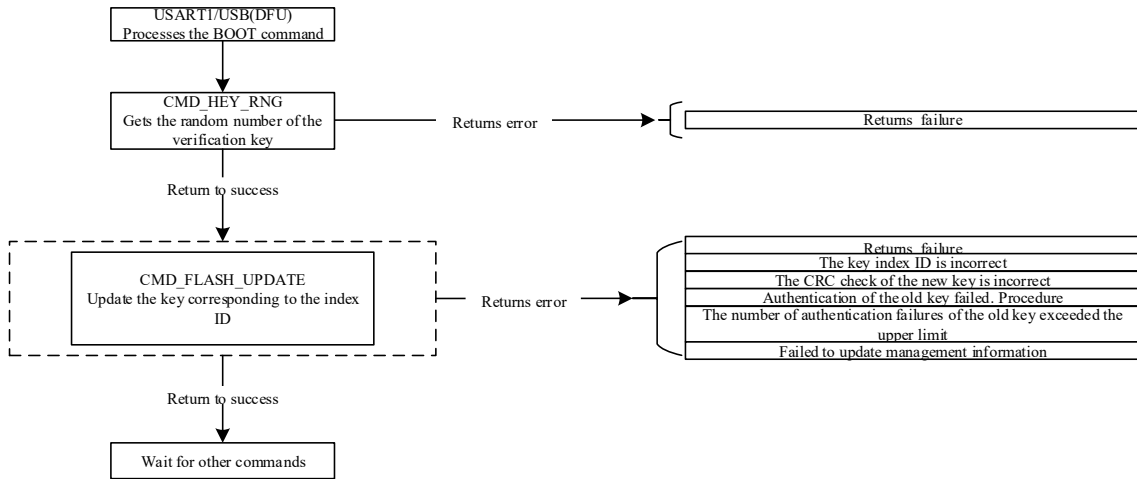 USART1/USB(DFU)
Processes the BOOT command
CMD_HEY_RNG
Gets the random number of the
verification key
Returns error
Returns failure
Return to success
CMD_FLASH_UPDATE
Update the key corresponding to the index
ID
Returns error
Returns failure
The key index ID is incorrect
The CRC check of the new key is incorrect
Authentication of the old key failed. Procedure
The number of authentication failures of the old key exceeded the
upper limit
Failed to update management information
Return to success
Wait for other commands